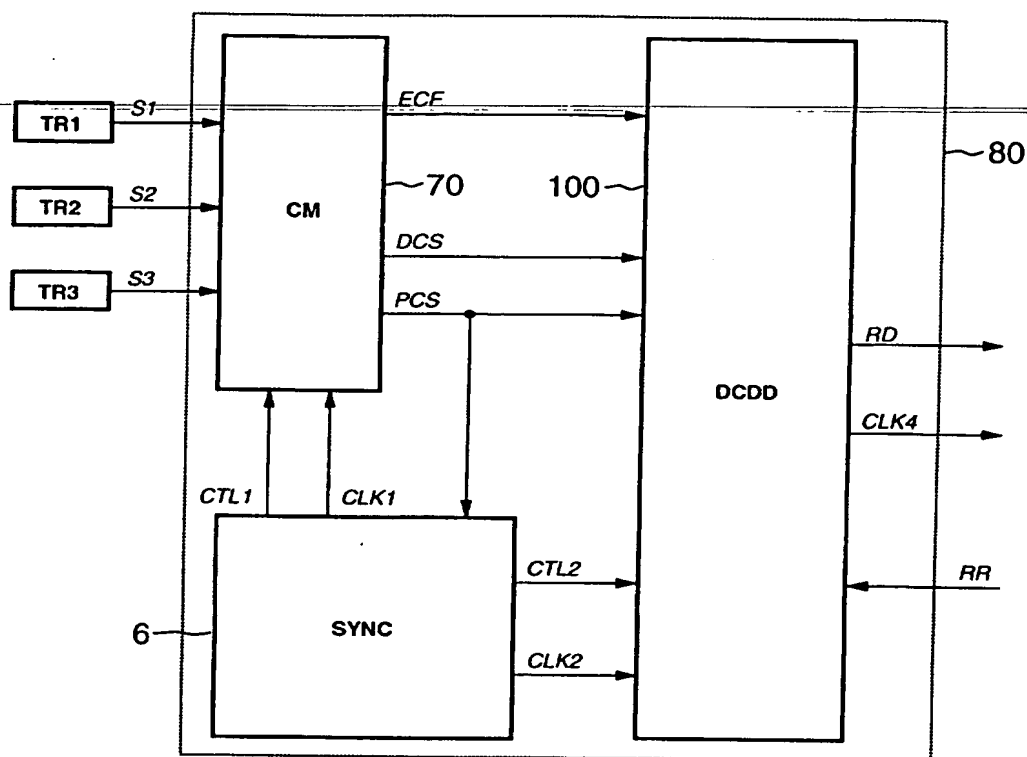 S1
ECF
TR1
80
70
100
S2
TR2
CM
DCS
S3
PCS
TR3
RD
DCDD
CLK4
CTL1
CLK1
CTL2
RR
6
SYNC
CLK2